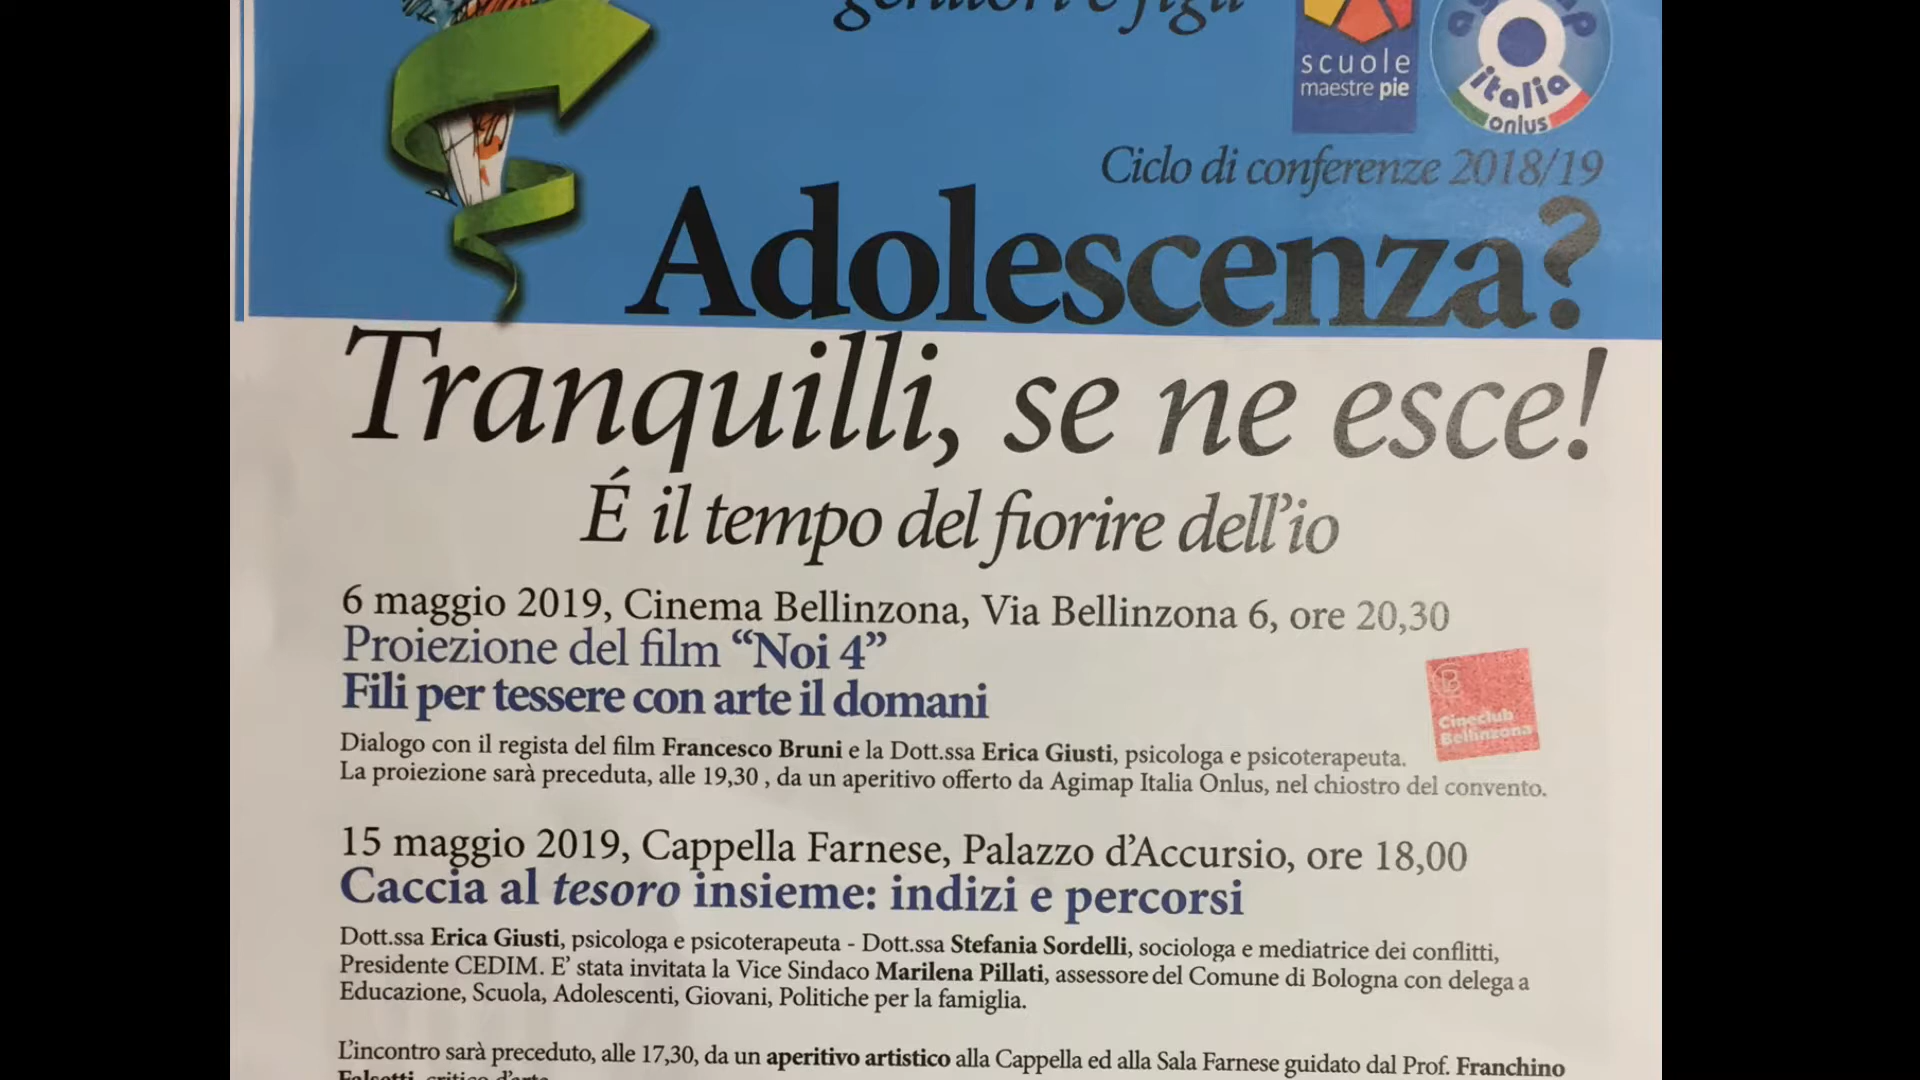 genitori e figli
scuole
maestre pie
agimap
italia
onlus
Ciclo di conferenze 2018/19
Adolescenza?
Tranquilli, se ne esce!
É il tempo del fiorire dell’io
6 maggio 2019, Cinema Bellinzona, Via Bellinzona 6, ore 20,30
Proiezione del film “Noi 4”
Fili per tessere con arte il domani
Cineclub
Bellinzona
Dialogo con il regista del film Francesco Bruni e la Dott.ssa Erica Giusti, psicologa e psicoterapeuta.
La proiezione sarà preceduta, alle 19,30 , da un aperitivo offerto da Agimap Italia Onlus, nel chiostro del convento.
15 maggio 2019, Cappella Farnese, Palazzo d’Accursio, ore 18,00
Caccia al tesoro insieme: indizi e percorsi
Dott.ssa Erica Giusti, psicologa e psicoterapeuta - Dott.ssa Stefania Sordelli, sociologa e mediatrice dei conflitti,
Presidente CEDIM. E’ stata invitata la Vice Sindaco Marilena Pillati, assessore del Comune di Bologna con delega a
Educazione, Scuola, Adolescenti, Giovani, Politiche per la famiglia.
L’incontro sarà preceduto, alle 17,30, da un aperitivo artistico alla Cappella ed alla Sala Farnese guidato dal Prof. Franchino
Falsetti, critico d’arte